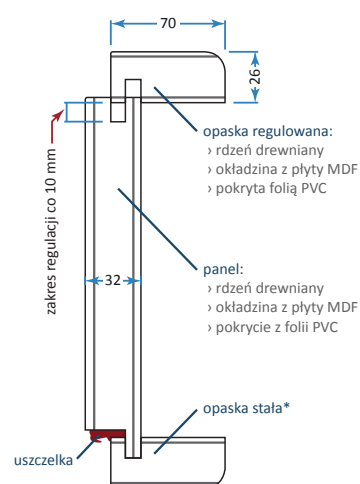 70
26
opaska regulowana:
› rdzeń drewniany
› okładzina z płyty MDF
› pokryta folią PVC
zakres regulacji co 10 mm
panel:
› rdzeń drewniany
› okładzina z płyty MDF
› pokrycie z folii PVC
32
opaska stała*
uszczelka